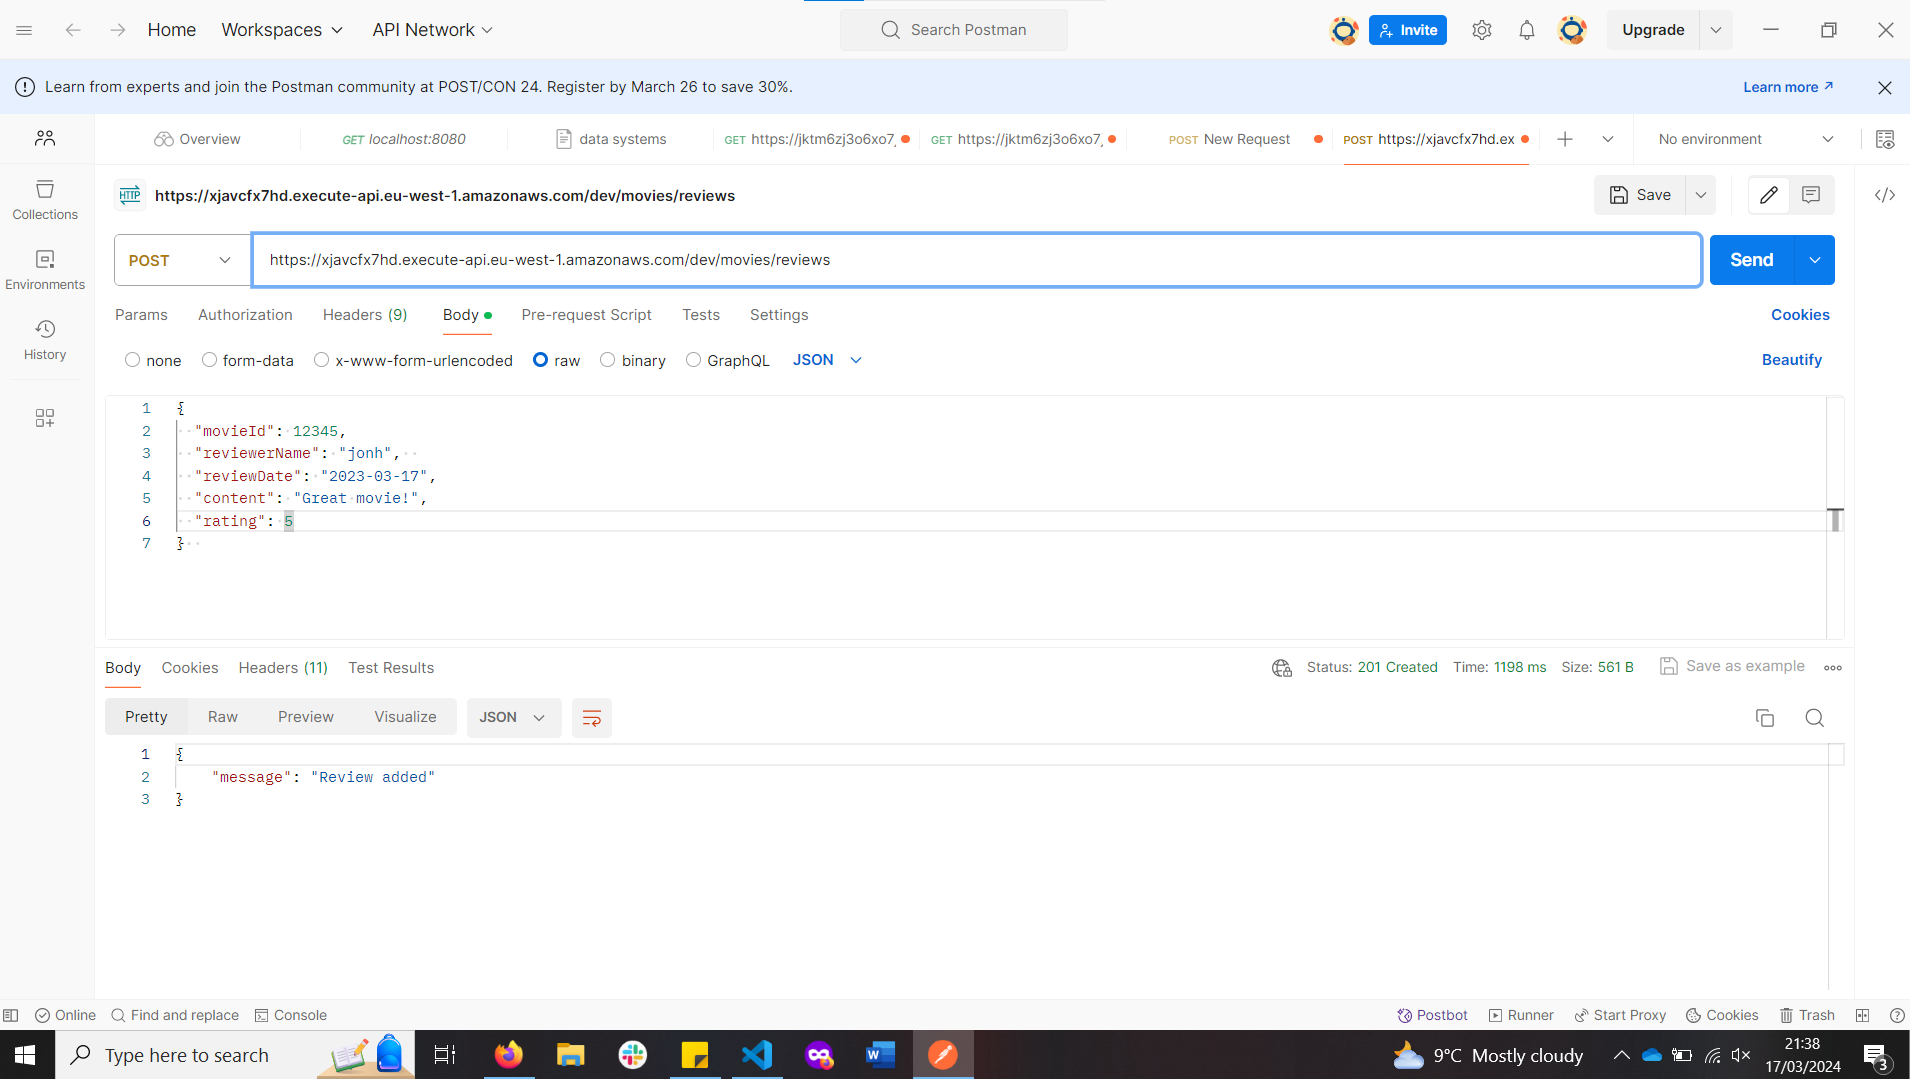 Home Workspaces API Network Search Postman Invite Upgrade
Learn from experts and join the Postman community at POST/CON 24. Register by March 26 to save 30%. Learn more
Overview GET localhost:8080 data systems GET https://jktm6zj3o6xo7, GET https://jktm6zj3o6xo7, POST New Request POST https://xjavcfx7hd.ex No environment
HTTP https://xjavcfx7hd.execute-api.eu-west-1.amazonaws.com/dev/movies/reviews Save
Collections
POST https://xjavcfx7hd.execute-api.eu-west-1.amazonaws.com/dev/movies/reviews Send
Environments
Params Authorization Headers (9) Body Pre-request Script Tests Settings Cookies
History
none form-data x-www-form-urlencoded raw binary GraphQL JSON Beautify
1 {
2 "movieId": 12345,
3 "reviewerName": "jonh",
4 "reviewDate": "2023-03-17",
5 "content": "Great movie!",
6 "rating": 5
7 }
Body Cookies Headers (11) Test Results Status: 201 Created Time: 1198 ms Size: 561 B Save as example
Pretty Raw Preview Visualize JSON
1 {
2 "message": "Review added"
3 }
Online Find and replace Console Postbot Runner Start Proxy Cookies Trash
Type here to search 9°C Mostly cloudy 21:38
17/03/2024 3